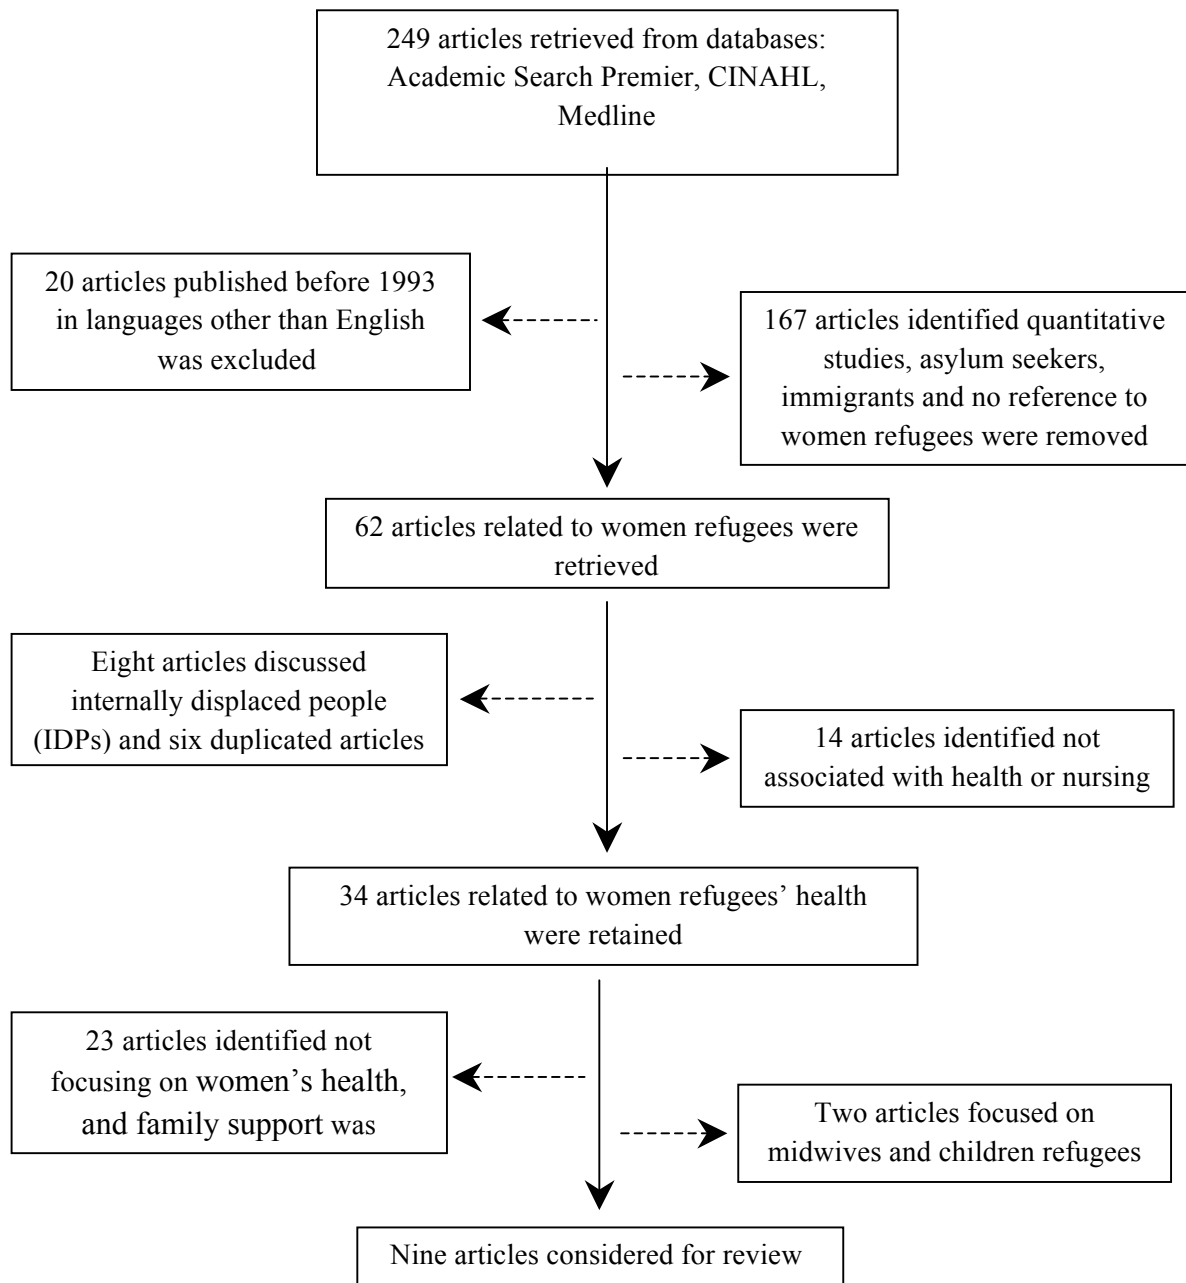 249 articles retrieved from databases:
Academic Search Premier, CINAHL,
Medline
20 articles published before 1993
in languages other than English
was excluded
167 articles identified quantitative
studies, asylum seekers,
immigrants and no reference to
women refugees were removed
62 articles related to women refugees were
retrieved
Eight articles discussed
internally displaced people
(IDPs) and six duplicated articles
14 articles identified not
associated with health or nursing
34 articles related to women refugees’ health
were retained
23 articles identified not
focusing on women’s health,
and family support was
Two articles focused on
midwives and children refugees
Nine articles considered for review